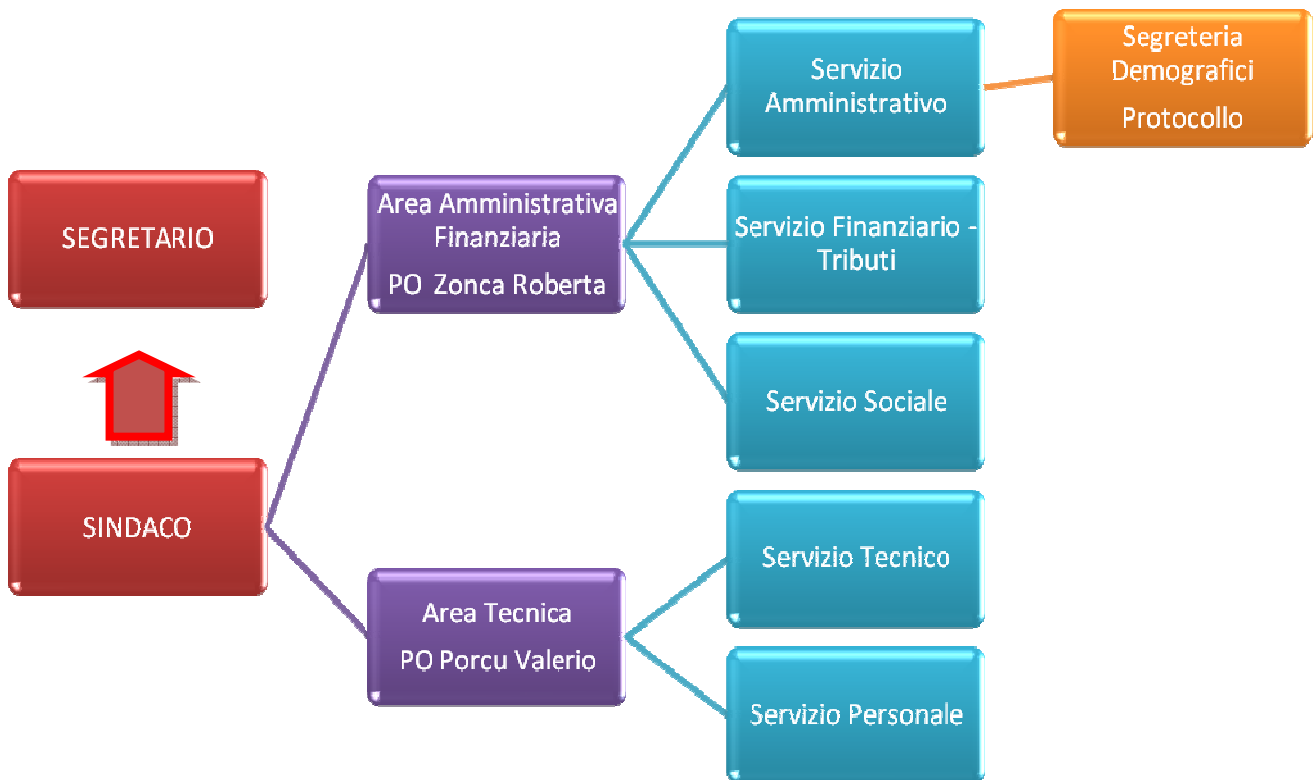 SEGRETARIO
SINDACO
Area Amministrativa
Finanziaria
PO Zonca Roberta
Area Tecnica
PO Porcu Valerio
Servizio
Amministrativo
Servizio Finanziario -
Tributi
Servizio Sociale
Servizio Tecnico
Servizio Personale
Segreteria
Demografici
Protocollo